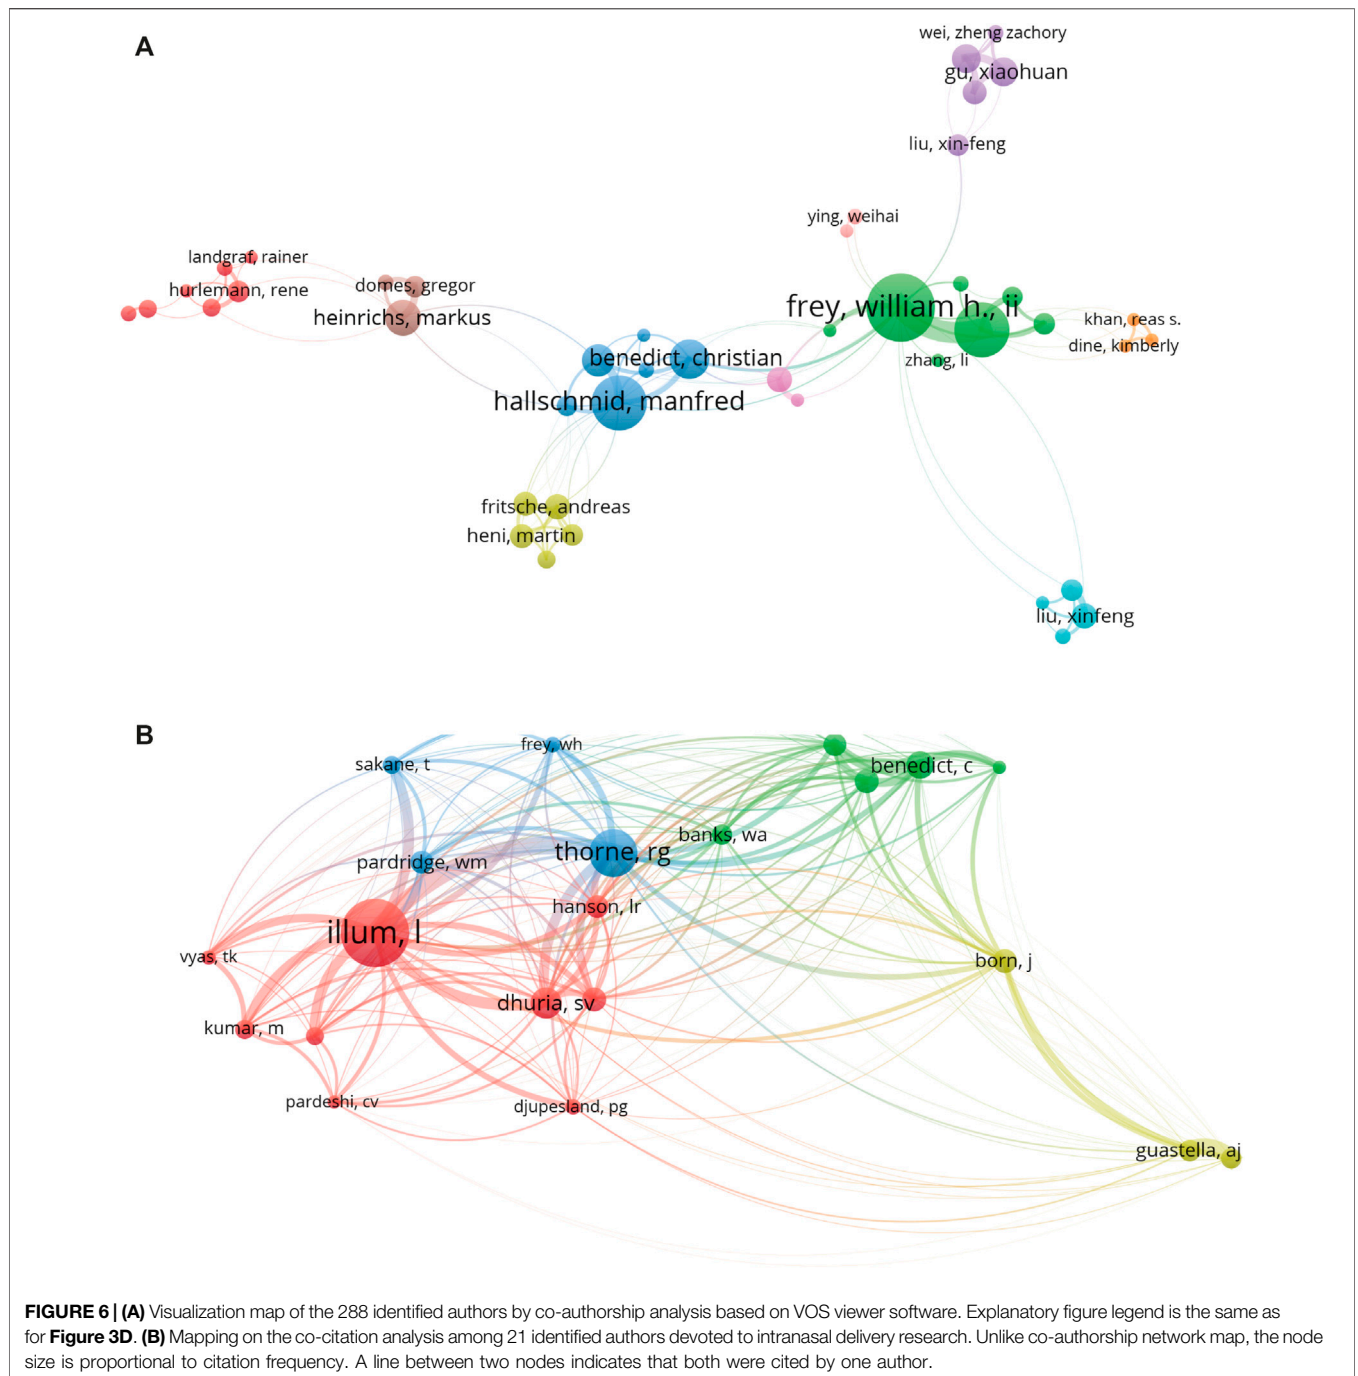 A
wei, zheng zachory
gu, xiaohuan
liu, xin-feng
ying, weihai
landgraf, rainer
hurlemann, rene
domes, gregor
heinrichs, markus
frey, william h., ii
khan, reas s.
dine, kimberly
zhang, li
benedict, christian
hallschmid, manfred
fritsche, andreas
heni, martin
liu, xinfeng
B
frey, wh
sakane, t
benedict, c
banks, wa
thorne, rg
pardridge, wm
hanson, lr
illum, l
vyas, tk
born, j
dhuria, sv
kumar, m
pardeshi, cv
djupesland, pg
guastella, aj
FIGURE 6 | (A) Visualization map of the 288 identified authors by co-authorship analysis based on VOS viewer software. Explanatory figure legend is the same as
for Figure 3D. (B) Mapping on the co-citation analysis among 21 identified authors devoted to intranasal delivery research. Unlike co-authorship network map, the node
size is proportional to citation frequency. A line between two nodes indicates that both were cited by one author.